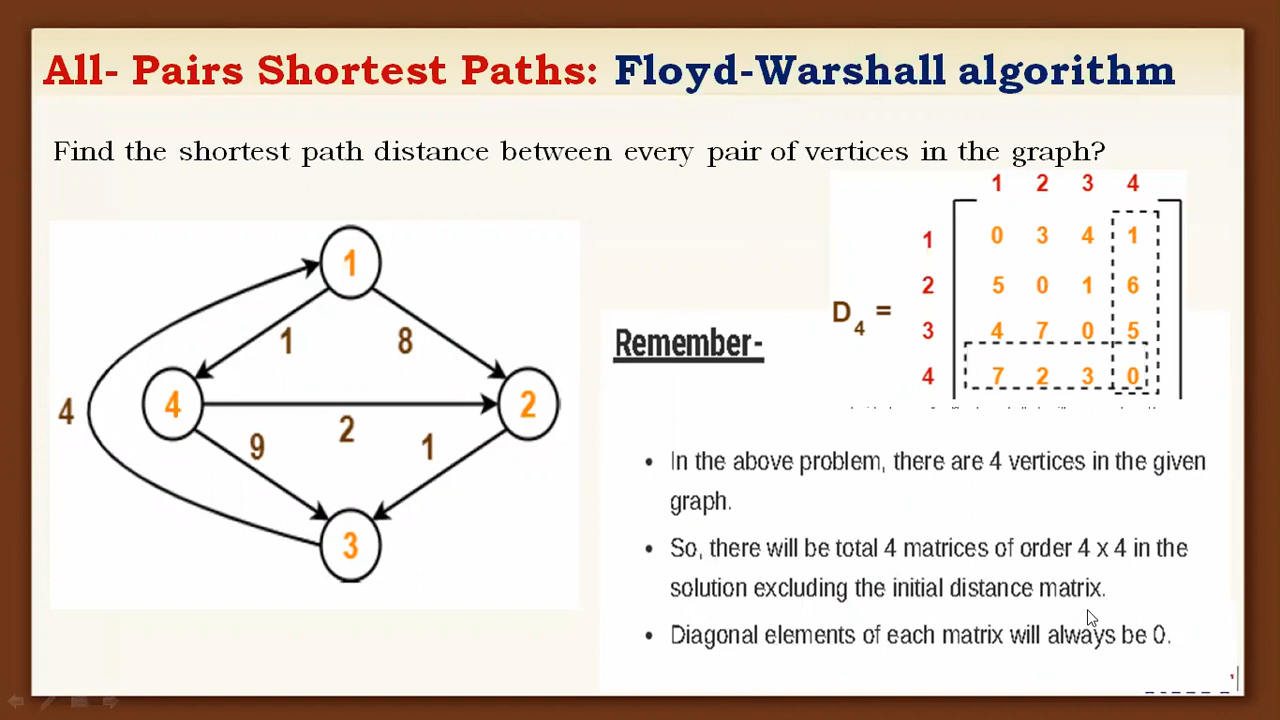 All- Pairs Shortest Paths: Floyd-Warshall algorithm
Find the shortest path distance between every pair of vertices in the graph?
1 2 3 4
1 0 3 4 1
2 5 0 1 6
D4 =
3 4 7 0 5
4 7 2 3 0
1
1 8
4 4 2 2
9 1
3
Remember-
• In the above problem, there are 4 vertices in the given
graph.
• So, there will be total 4 matrices of order 4 x 4 in the
solution excluding the initial distance matrix.
• Diagonal elements of each matrix will always be 0.